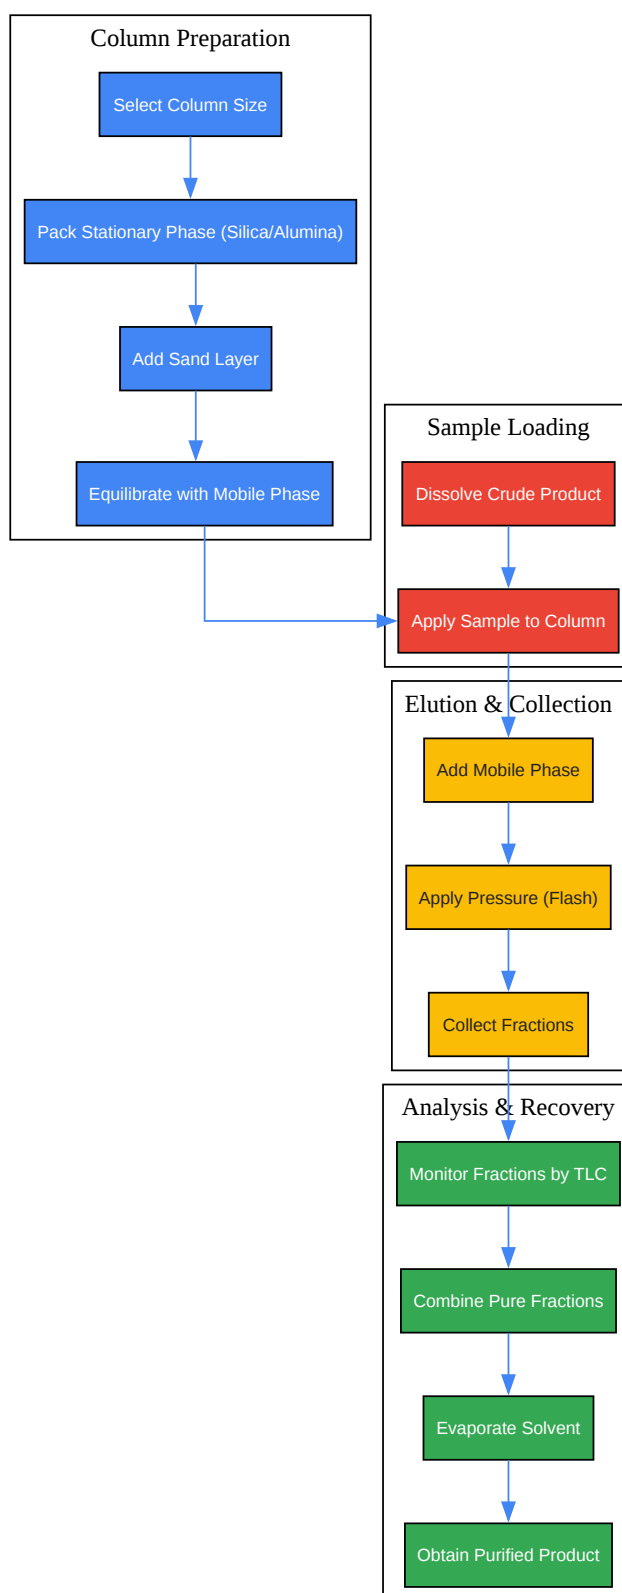 Column Preparation
Select Column Size
Pack Stationary Phase (Silica/Alumina)
Add Sand Layer
Equilibrate with Mobile Phase
Sample Loading
Dissolve Crude Product
Apply Sample to Column
Elution & Collection
Add Mobile Phase
Apply Pressure (Flash)
Collect Fractions
Analysis & Recovery
Monitor Fractions by TLC
Combine Pure Fractions
Evaporate Solvent
Obtain Purified Product